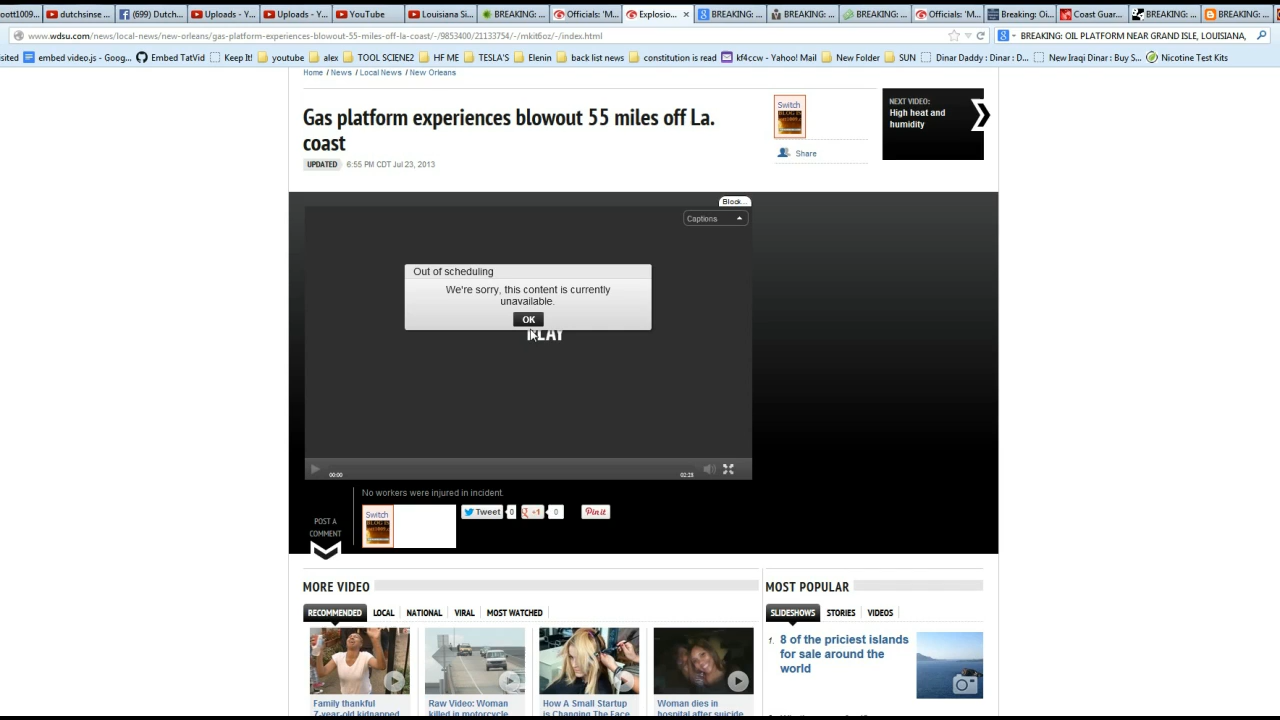 oott1009...
dutchsinse ...
(699) Dutch...
Uploads - Y...
Uploads - Y...
YouTube
Louisiana Si...
BREAKING: ...
Officials: 'M...
Explosio...
BREAKING: ...
BREAKING: ...
BREAKING: ...
Officials: 'M...
Breaking: Oi...
Coast Guar...
BREAKING: ...
BREAKING: ...
www.wdsu.com/news/local-news/new-orleans/gas-platform-experiences-blowout-55-miles-off-la-coast/-/9853400/21133754/-/mkit6oz/-/index.html
BREAKING: OIL PLATFORM NEAR GRAND ISLE, LOUISIANA,
isited
embed video.js - Goog...
Embed TatVid
Keep It!
youtube
alex
TOOL SCIENE2
HF ME
TESLA'S
Elenin
back list news
constitution is read
kf4ccw - Yahoo! Mail
New Folder
SUN
Dinar Daddy : Dinar : D...
New Iraqi Dinar : Buy S...
Nicotine Test Kits
Home / News / Local News / New Orleans
Gas platform experiences blowout 55 miles off La.
coast
UPDATED 6:55 PM CDT Jul 23, 2013
Switch
Share
NEXT VIDEO:
High heat and
humidity
Block...
Captions
Out of scheduling
We're sorry, this content is currently
unavailable.
OK
PLAY
00:00
02:28
No workers were injured in incident.
POST A
COMMENT
Switch
Tweet
0
+1
0
Pin it
MORE VIDEO
RECOMMENDED LOCAL NATIONAL VIRAL MOST WATCHED
Family thankful
7-year-old kidnapped
Raw Video: Woman
killed in motorcycle
How A Small Startup
is Changing The Face
Woman dies in
hospital after suicide
MOST POPULAR
SLIDESHOWS STORIES VIDEOS
1. 8 of the priciest islands
for sale around the
world